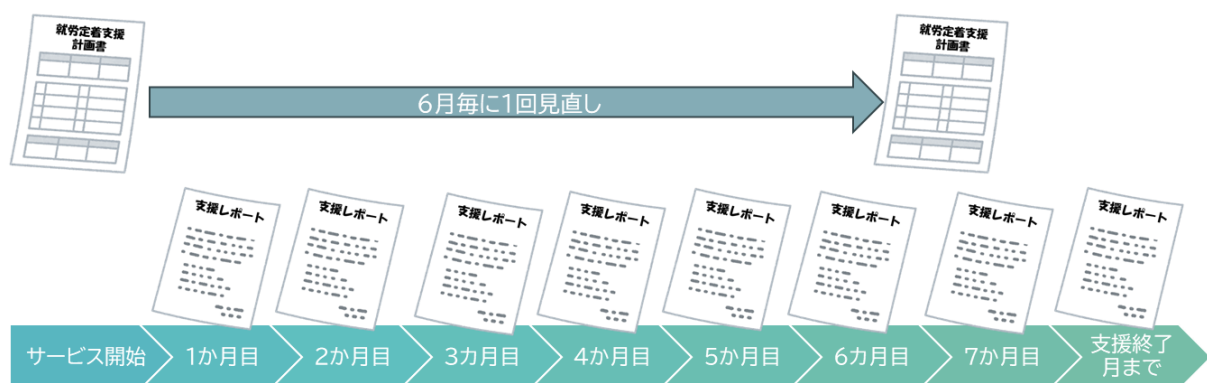 就労定着支援
計画書
就労定着支援
計画書
6月毎に1回見直し
支援レポート
支援レポート
支援レポート
支援レポート
支援レポート
支援レポート
支援レポート
支援レポート
サービス開始
1か月目
2か月目
3カ月目
4か月目
5か月目
6カ月目
7か月目
支援終了
月まで